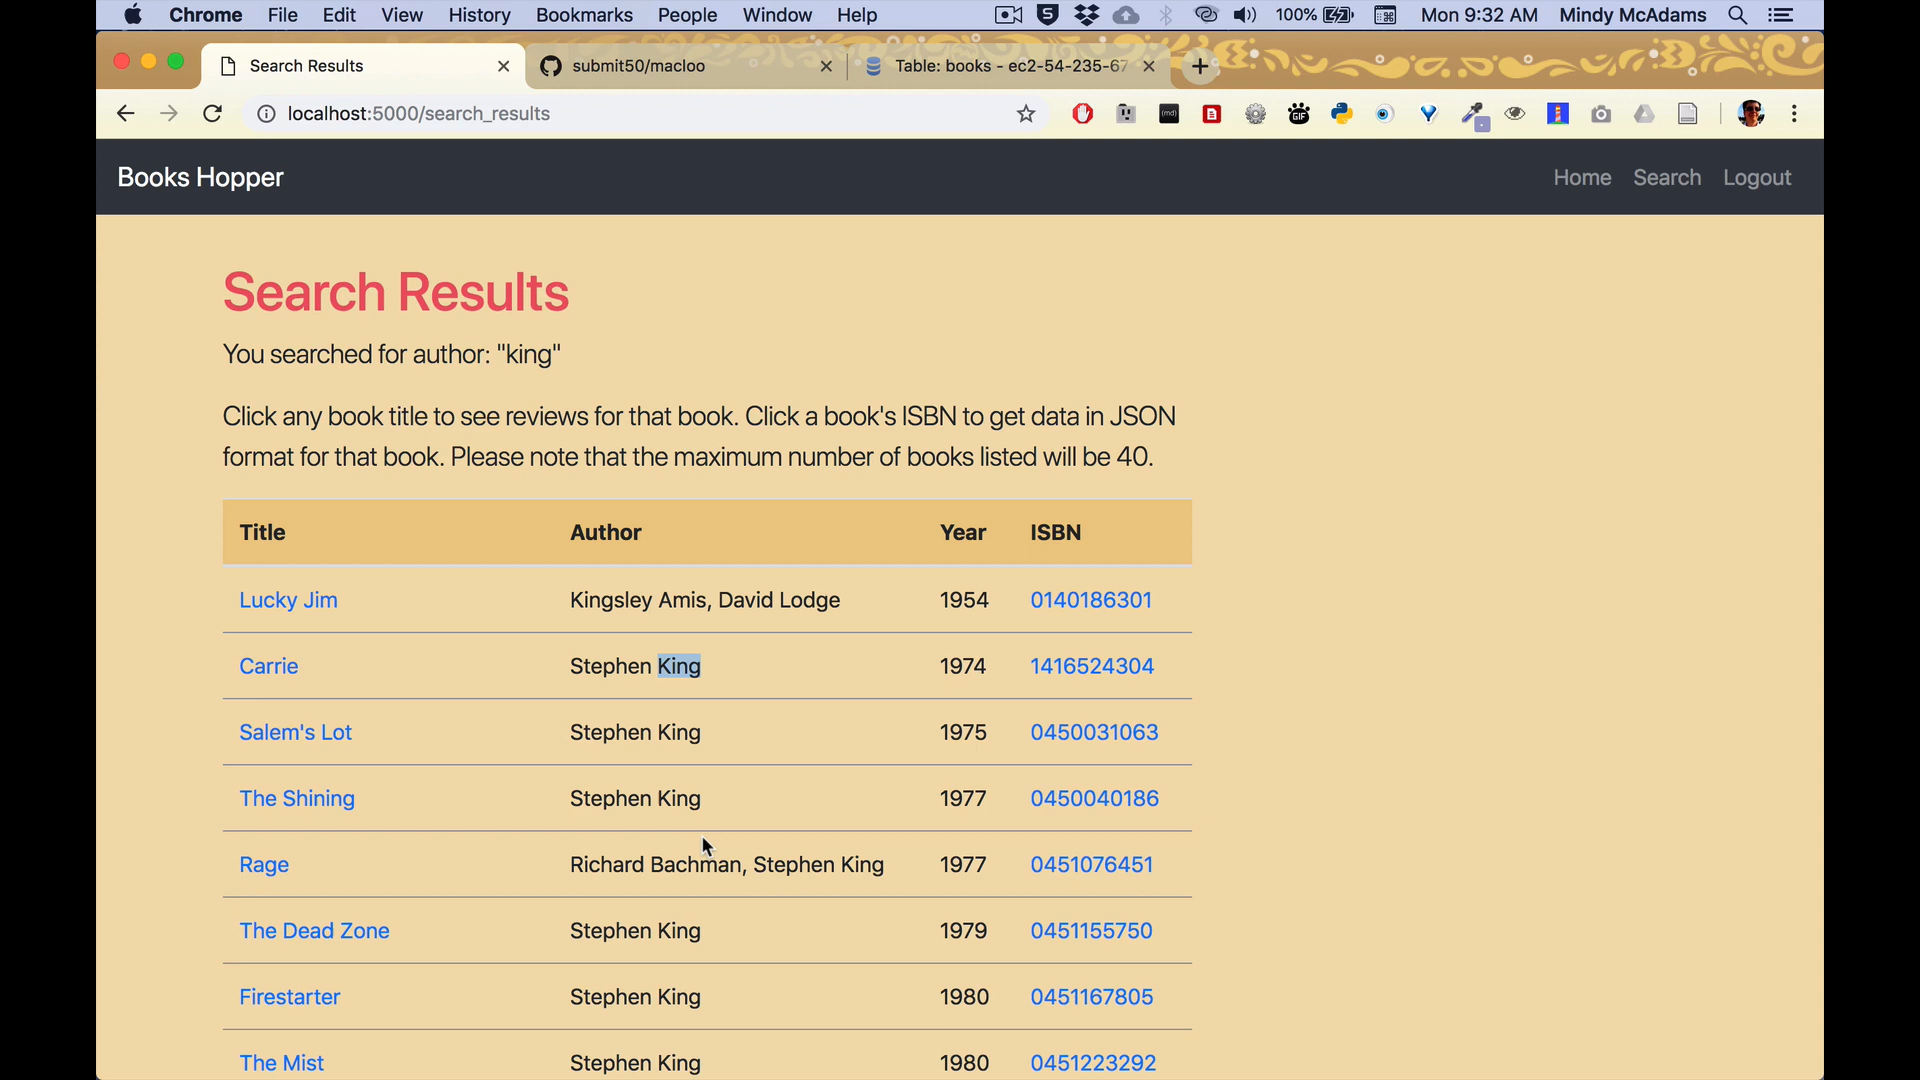 Chrome File Edit View History Bookmarks People Window Help 100% Mon 9:32 AM Mindy McAdams
Search Results submit50/macloo Table: books - ec2-54-235-67
localhost:5000/search_results
Books Hopper Home Search Logout
Search Results
You searched for author: "king"
Click any book title to see reviews for that book. Click a book's ISBN to get data in JSON
format for that book. Please note that the maximum number of books listed will be 40.
Title Author Year ISBN
Lucky Jim Kingsley Amis, David Lodge 1954 0140186301
Carrie Stephen King 1974 1416524304
Salem's Lot Stephen King 1975 0450031063
The Shining Stephen King 1977 0450040186
Rage Richard Bachman, Stephen King 1977 0451076451
The Dead Zone Stephen King 1979 0451155750
Firestarter Stephen King 1980 0451167805
The Mist Stephen King 1980 0451223292